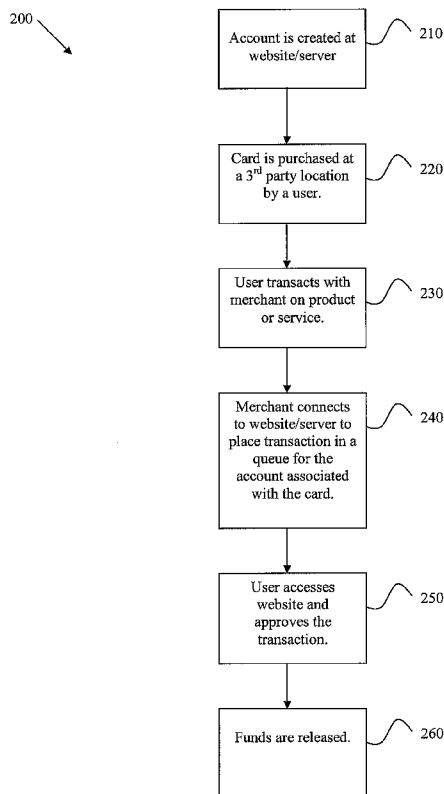 200
Account is created at
website/server
210
Card is purchased at
a 3rd party location
by a user.
220
User transacts with
merchant on product
or service.
230
Merchant connects
to website/server to
place transaction in a
queue for the
account associated
with the card.
240
User accesses
website and
approves the
transaction.
250
Funds are released.
260